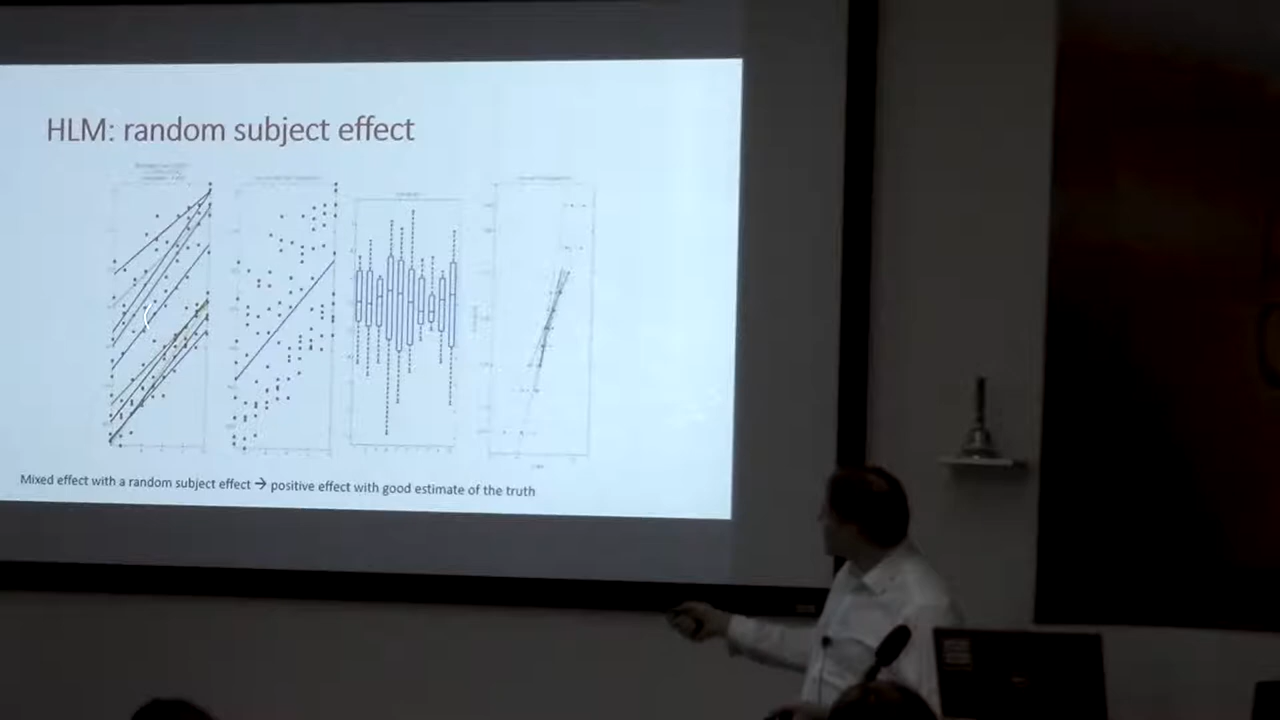 HLM: random subject effect
Mixed effect with a random subject effect → positive effect with good estimate of the truth